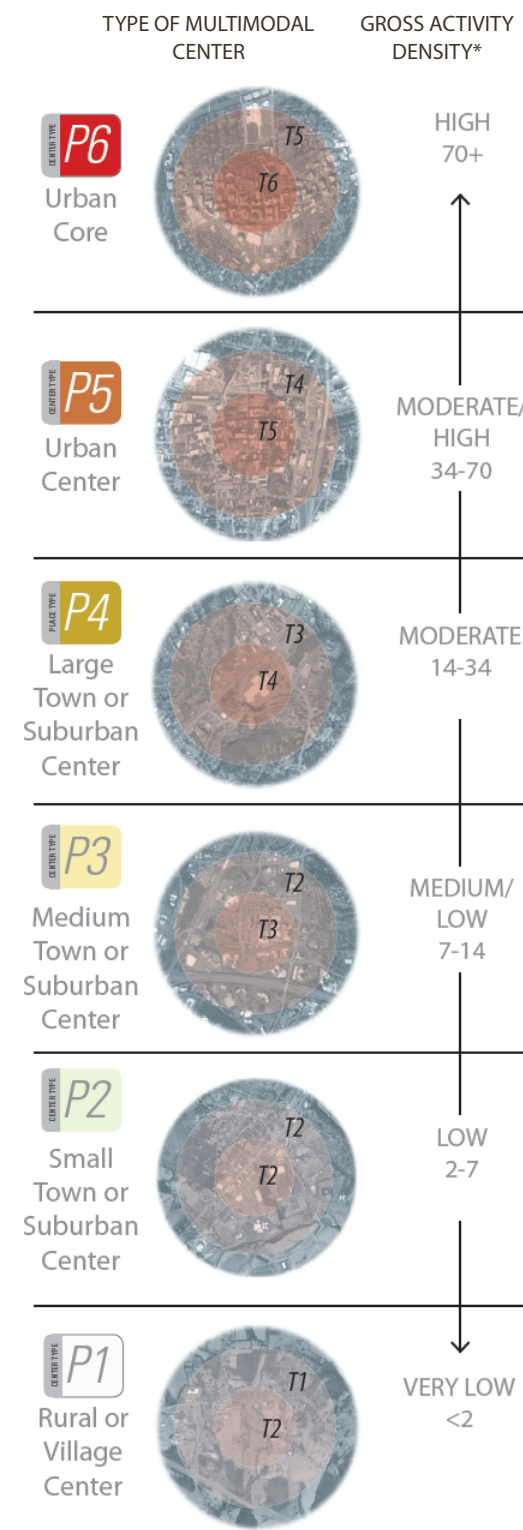 TYPE OF MULTIMODAL
CENTER
GROSS ACTIVITY
DENSITY*
CENTER TYPE
P6
Urban
Core
T5
T6
HIGH
70+
CENTER TYPE
P5
Urban
Center
T4
T5
MODERATE/
HIGH
34-70
PLACE TYPE
P4
Large
Town or
Suburban
Center
T3
T4
MODERATE
14-34
CENTER TYPE
P3
Medium
Town or
Suburban
Center
T2
T3
MEDIUM/
LOW
7-14
CENTER TYPE
P2
Small
Town or
Suburban
Center
T2
T2
LOW
2-7
CENTER TYPE
P1
Rural or
Village
Center
T1
T2
VERY LOW
<2